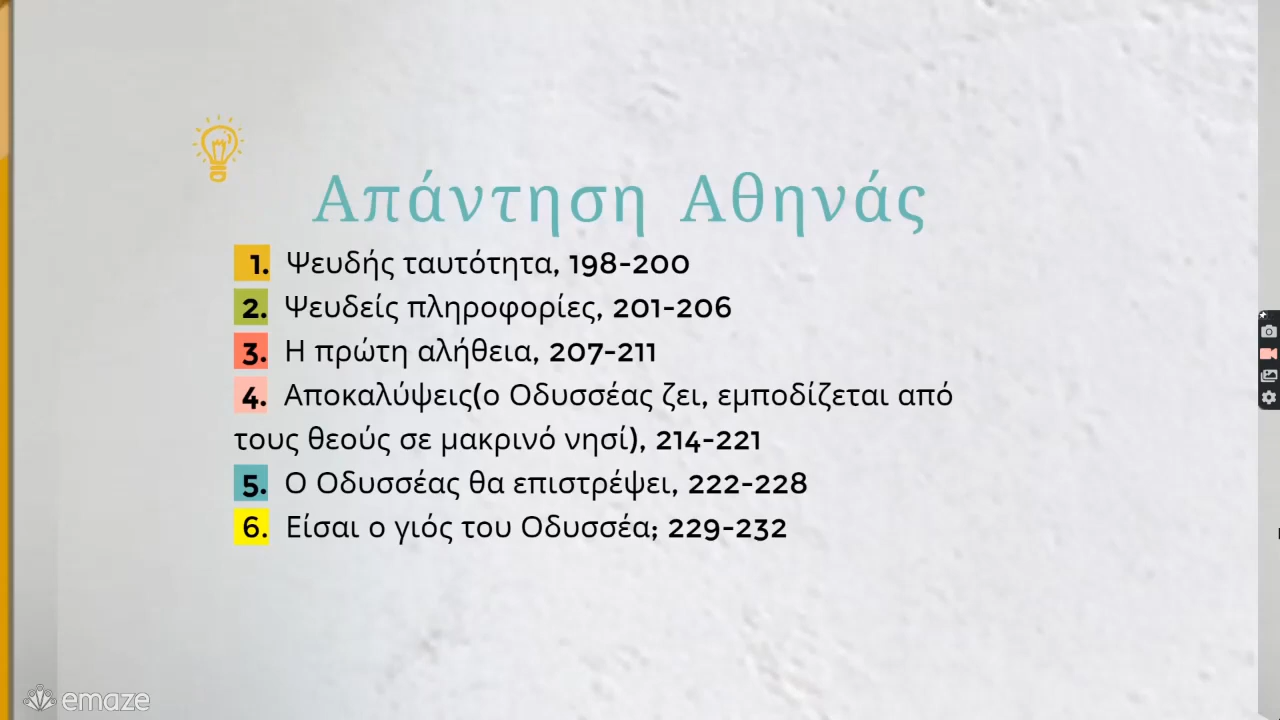 Απάντηση Αθηνάς
1. Ψευδής ταυτότητα, 198-200
2. Ψευδείς πληροφορίες, 201-206
3. Η πρώτη αλήθεια, 207-211
4. Αποκαλύψεις(ο Οδυσσέας ζει, εμποδίζεται από
τους θεούς σε μακρινό νησί), 214-221
5. Ο Οδυσσέας θα επιστρέψει, 222-228
6. Είσαι ο γιός του Οδυσσέα; 229-232
emaze